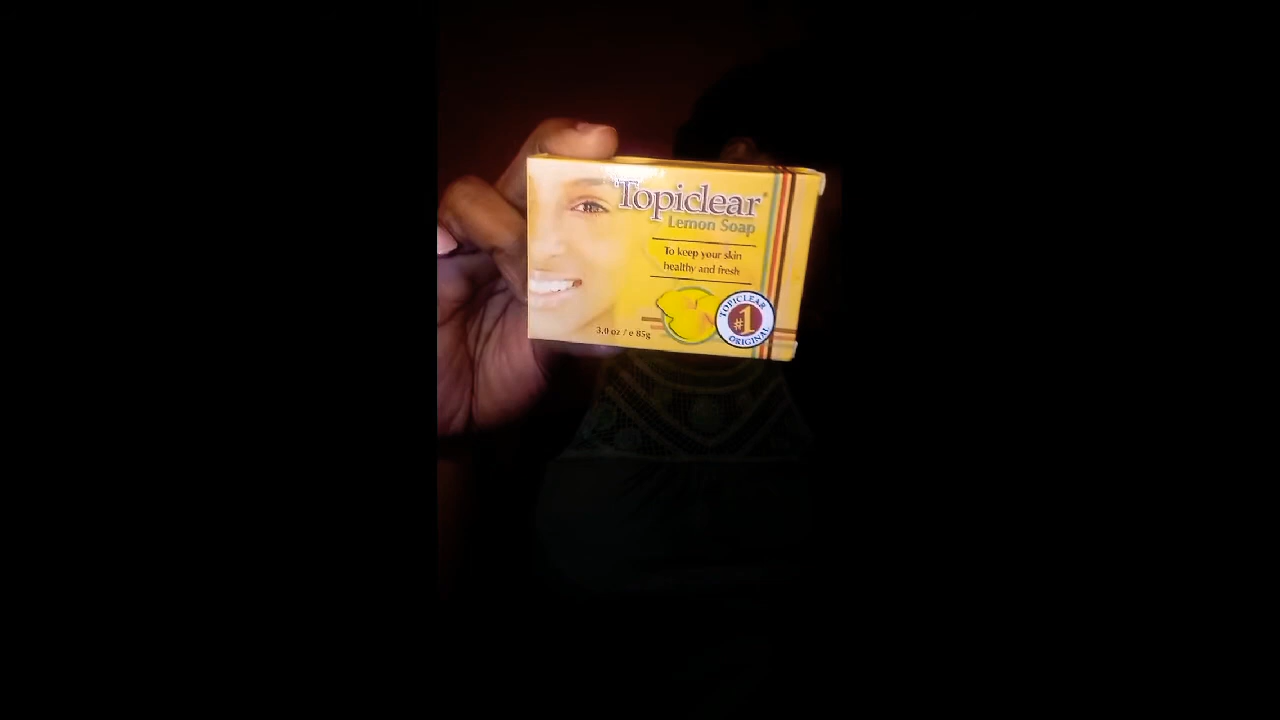 Topiclear
Lemon Soap
To keep your skin
healthy and fresh
TOPICLEAR
#1
ORIGINAL
3.0 oz / e 85g